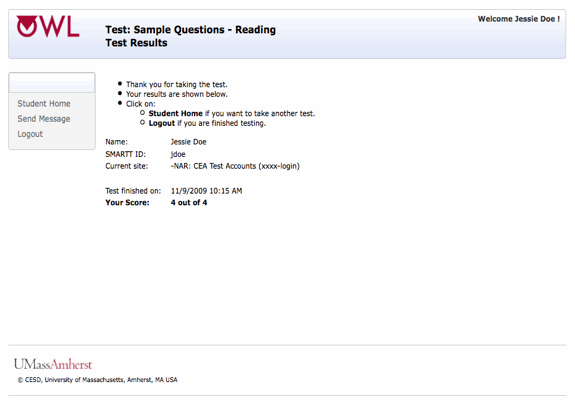 OWL
Test: Sample Questions - Reading
Test Results
Welcome Jessie Doe !
Student Home
Send Message
Logout
Thank you for taking the test.
Your results are shown below.
Click on:
Student Home if you want to take another test.
Logout if you are finished testing.
Name: Jessie Doe
SMARTT ID: jdoe
Current site: -NAR: CEA Test Accounts (xxxx-login)
Test finished on: 11/9/2009 10:15 AM
Your Score: 4 out of 4
UMassAmherst
© CESD, University of Massachusetts, Amherst, MA USA